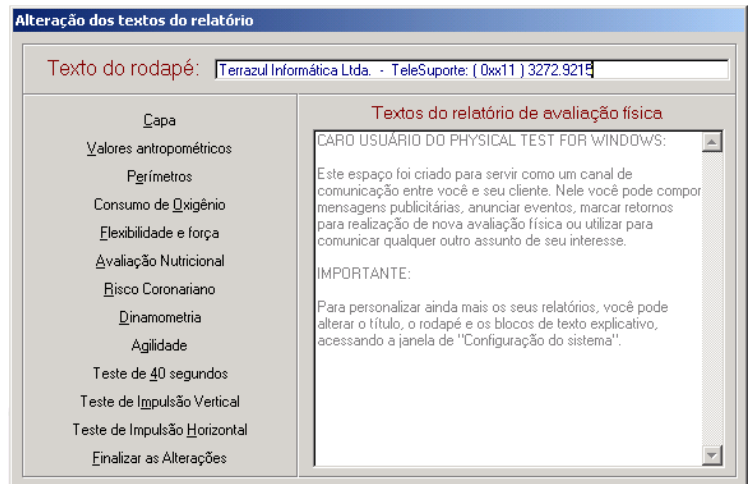 Alteração dos textos do relatório
Texto do rodapé: Terrazul Informática Ltda. - TeleSuporte: ( 0xx11 ) 3272.9215
Capa
Valores antropométricos
Perímetros
Consumo de Oxigênio
Flexibilidade e força
Avaliação Nutricional
Risco Coronariano
Dinamometria
Agilidade
Teste de 40 segundos
Teste de Impulsão Vertical
Teste de Impulsão Horizontal
Finalizar as Alterações
Textos do relatório de avaliação física
CARO USUÁRIO DO PHYSICAL TEST FOR WINDOWS:
Este espaço foi criado para servir como um canal de
comunicação entre você e seu cliente. Nele você pode compor
mensagens publicitárias, anunciar eventos, marcar retornos
para realização de nova avaliação física ou utilizar para
comunicar qualquer outro assunto de seu interesse.
IMPORTANTE:
Para personalizar ainda mais os seus relatórios, você pode
alterar o título, o rodapé e os blocos de texto explicativo,
acessando a janela de "Configuração do sistema".